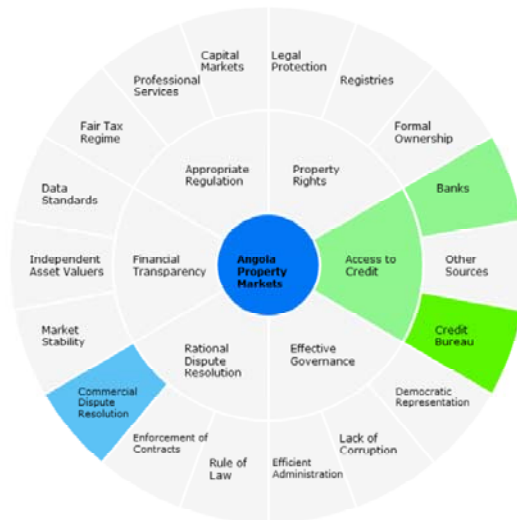 Capital
Markets
Legal
Protection
Professional
Services
Registries
Fair Tax
Regime
Formal
Ownership
Appropriate
Regulation
Property
Rights
Data
Standards
Banks
Independent
Asset Valuers
Financial
Transparency
Angola
Property
Markets
Access to
Credit
Other
Sources
Market
Stability
Credit
Bureau
Rational
Dispute
Resolution
Effective
Governance
Commercial
Dispute
Resolution
Democratic
Representation
Enforcement of
Contracts
Rule of
Law
Efficient
Administration
Lack of
Corruption